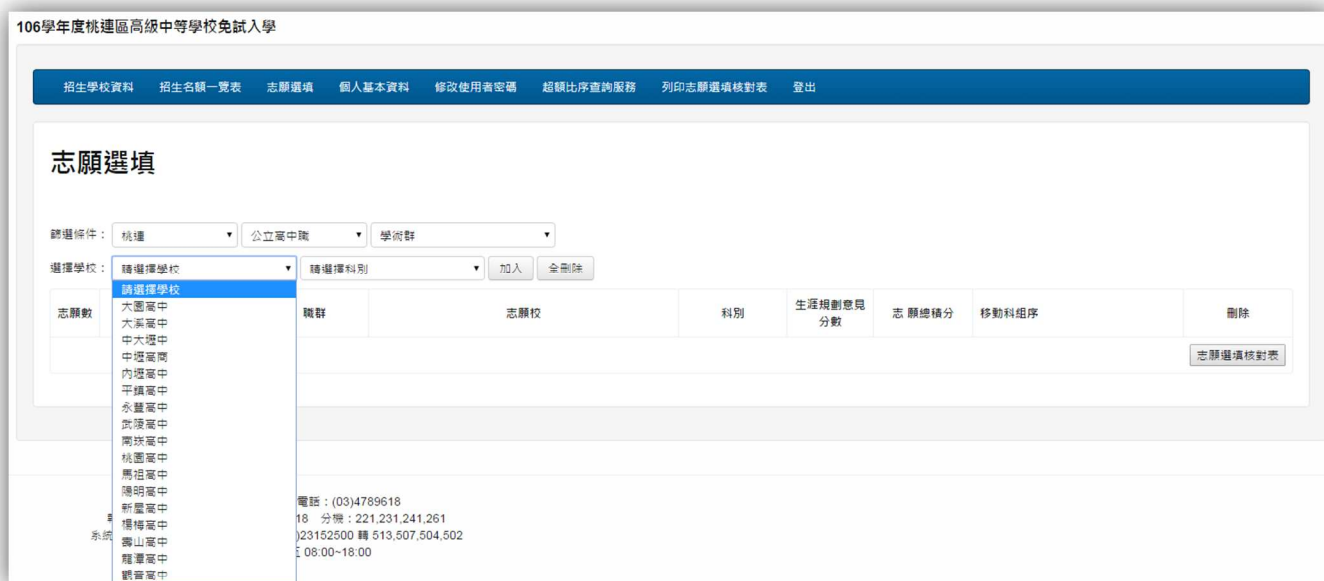 106學年度桃連區高級中等學校免試入學
招生學校資料 招生名額一覽表 志願選填 個人基本資料 修改使用者密碼 超額比序查詢服務 列印志願選填核對表 登出
志願選填
篩選條件： 桃連 公立高中職 學術群
選擇學校： 請選擇學校 請選擇科別 加入 全刪除
請選擇學校
大園高中
大溪高中
中大壢中
中壢高商
內壢高中
平鎮高中
永豐高中
武陵高中
南崁高中
桃園高中
馬祖高中
陽明高中
新屋高中
楊梅高中
壽山高中
龍潭高中
觀音高中
志願數 職群 志願校 科別 生涯規劃意見分數 志 願總積分 移動科組序 刪除
志願選填核對表
電話：(03)4789618
18 分機：221,231,241,261
系統 )23152500 轉 513,507,504,502
08:00~18:00